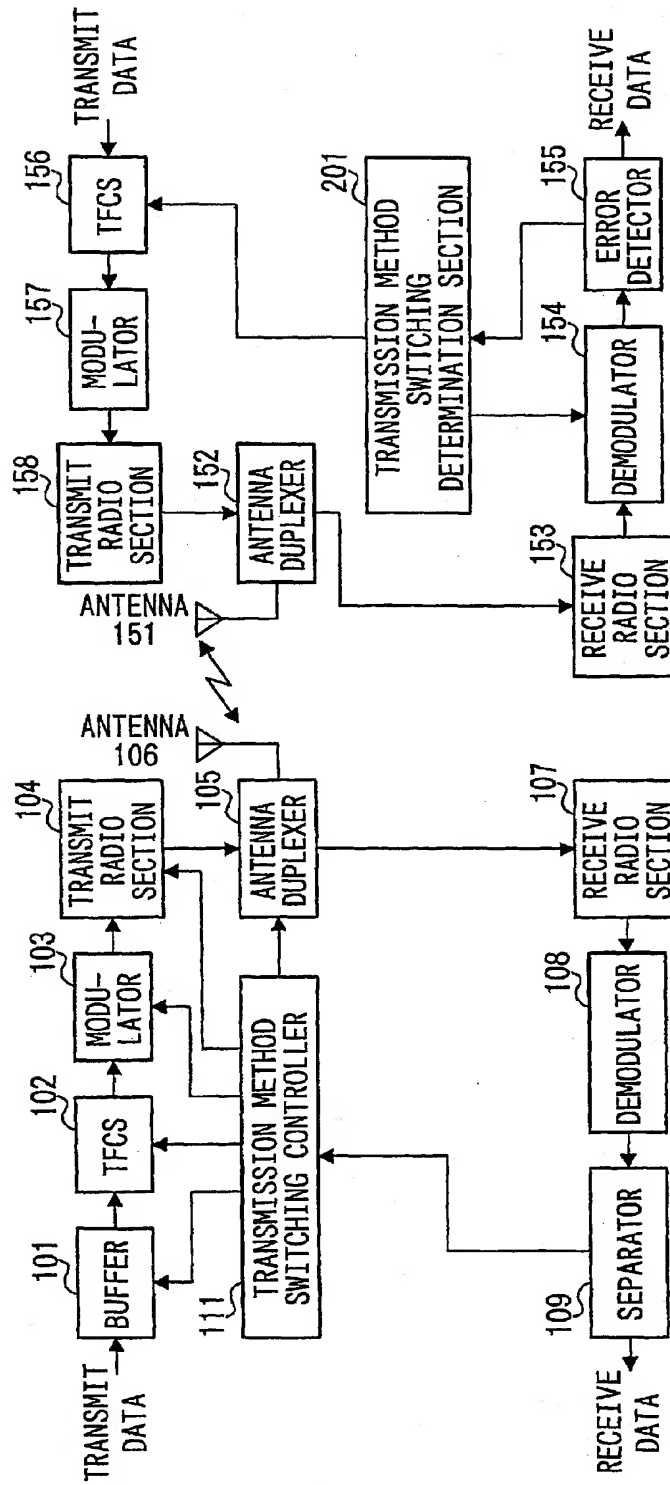 TRANSMIT
DATA
101
BUFFER
102
TFCS
103
MODU-
LATOR
104
TRANSMIT
RADIO
SECTION
111
TRANSMISSION METHOD
SWITCHING CONTROLLER
105
ANTENNA
DUPLEXER
ANTENNA
106
107
RECEIVE
RADIO
SECTION
108
DEMODULATOR
109
SEPARATOR
RECEIVE
DATA
ANTENNA
151
158
TRANSMIT
RADIO
SECTION
157
MODU-
LATOR
156
TFCS
TRANSMIT
DATA
152
ANTENNA
DUPLEXER
201
TRANSMISSION METHOD
SWITCHING
DETERMINATION SECTION
153
RECEIVE
RADIO
SECTION
154
DEMODULATOR
155
ERROR
DETECTOR
RECEIVE
DATA